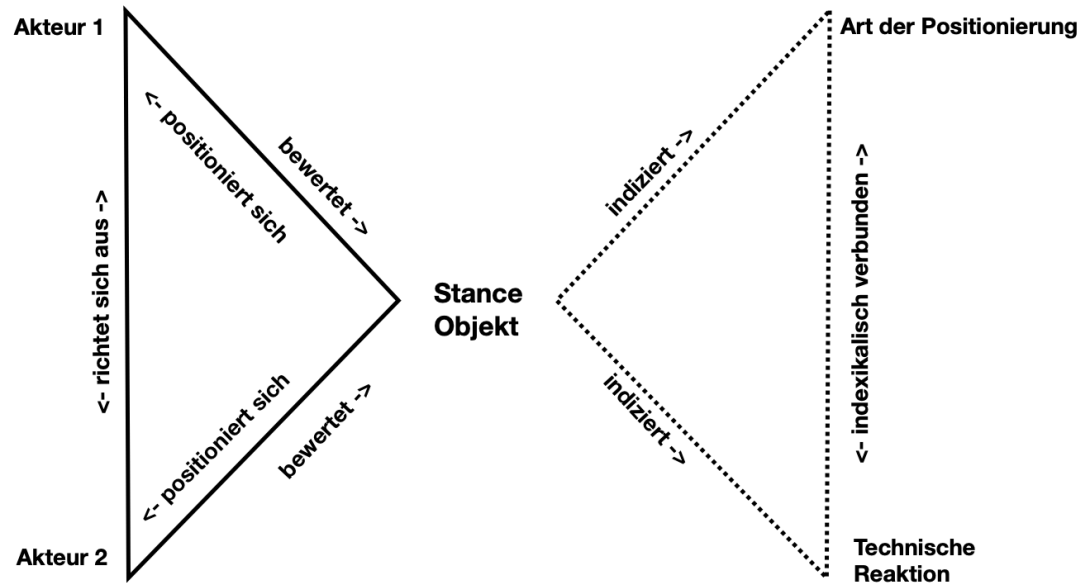 Akteur 1
<- positioniert sich
bewertet ->
<- richtet sich aus ->
<- positioniert sich
bewertet ->
Akteur 2
Stance
Objekt
Art der Positionierung
indiziert ->
<- indexikalisch verbunden ->
indiziert ->
Technische
Reaktion